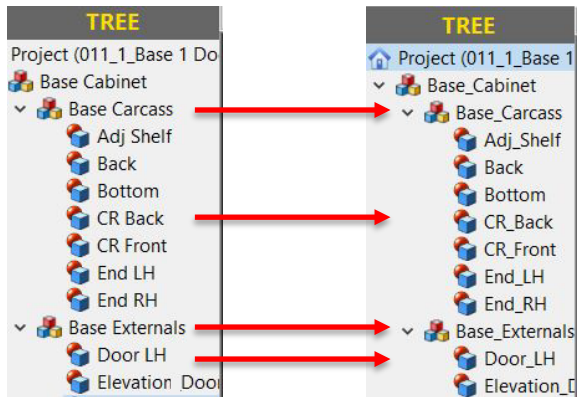 TREE
Project (011_1_Base 1 Do
Base Cabinet
Base Carcass
Adj Shelf
Back
Bottom
CR Back
CR Front
End LH
End RH
Base Externals
Door LH
Elevation_Door
TREE
Project (011_1_Base 1
Base_Cabinet
Base_Carcass
Adj_Shelf
Back
Bottom
CR_Back
CR_Front
End_LH
End_RH
Base_Externals
Door_LH
Elevation_D